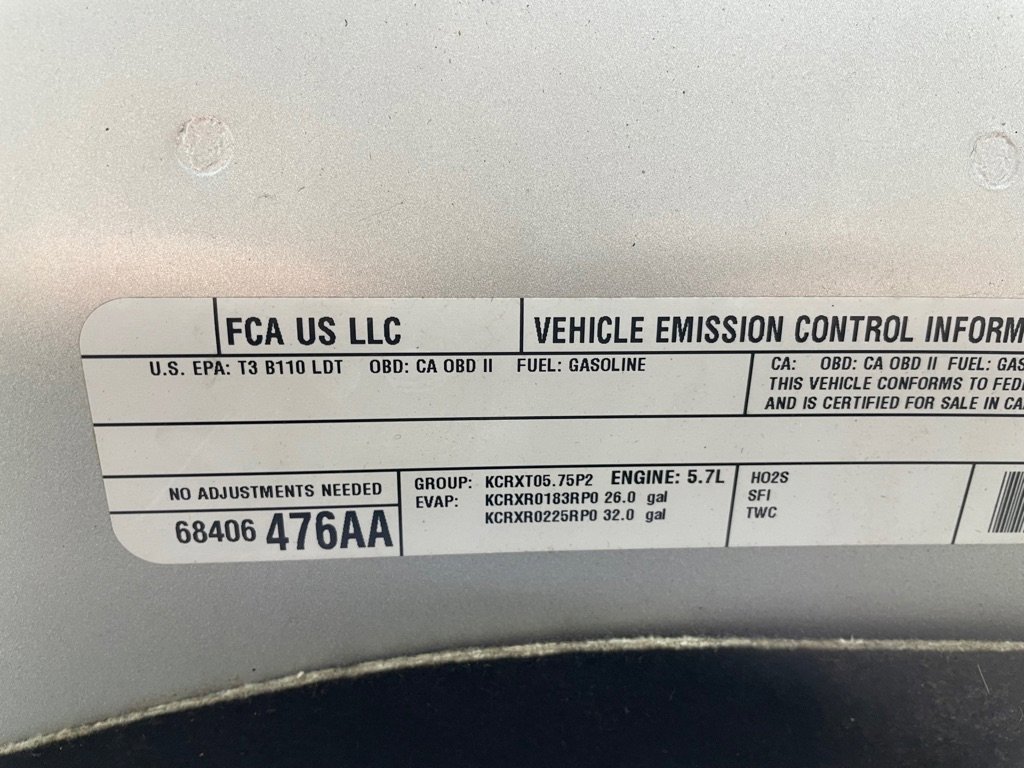 FCA US LLC
VEHICLE EMISSION CONTROL INFORM
U.S. EPA: T3 B110 LDT OBD: CA OBD II FUEL: GASOLINE
CA: OBD: CA OBD II FUEL: GAS
THIS VEHICLE CONFORMS TO FED
AND IS CERTIFIED FOR SALE IN CA
NO ADJUSTMENTS NEEDED
68406 476AA
GROUP: KCRXT05.75P2 ENGINE: 5.7L
EVAP: KCRXR0183RP0 26.0 gal
KCRXR0225RP0 32.0 gal
HO2S
SFI
TWC